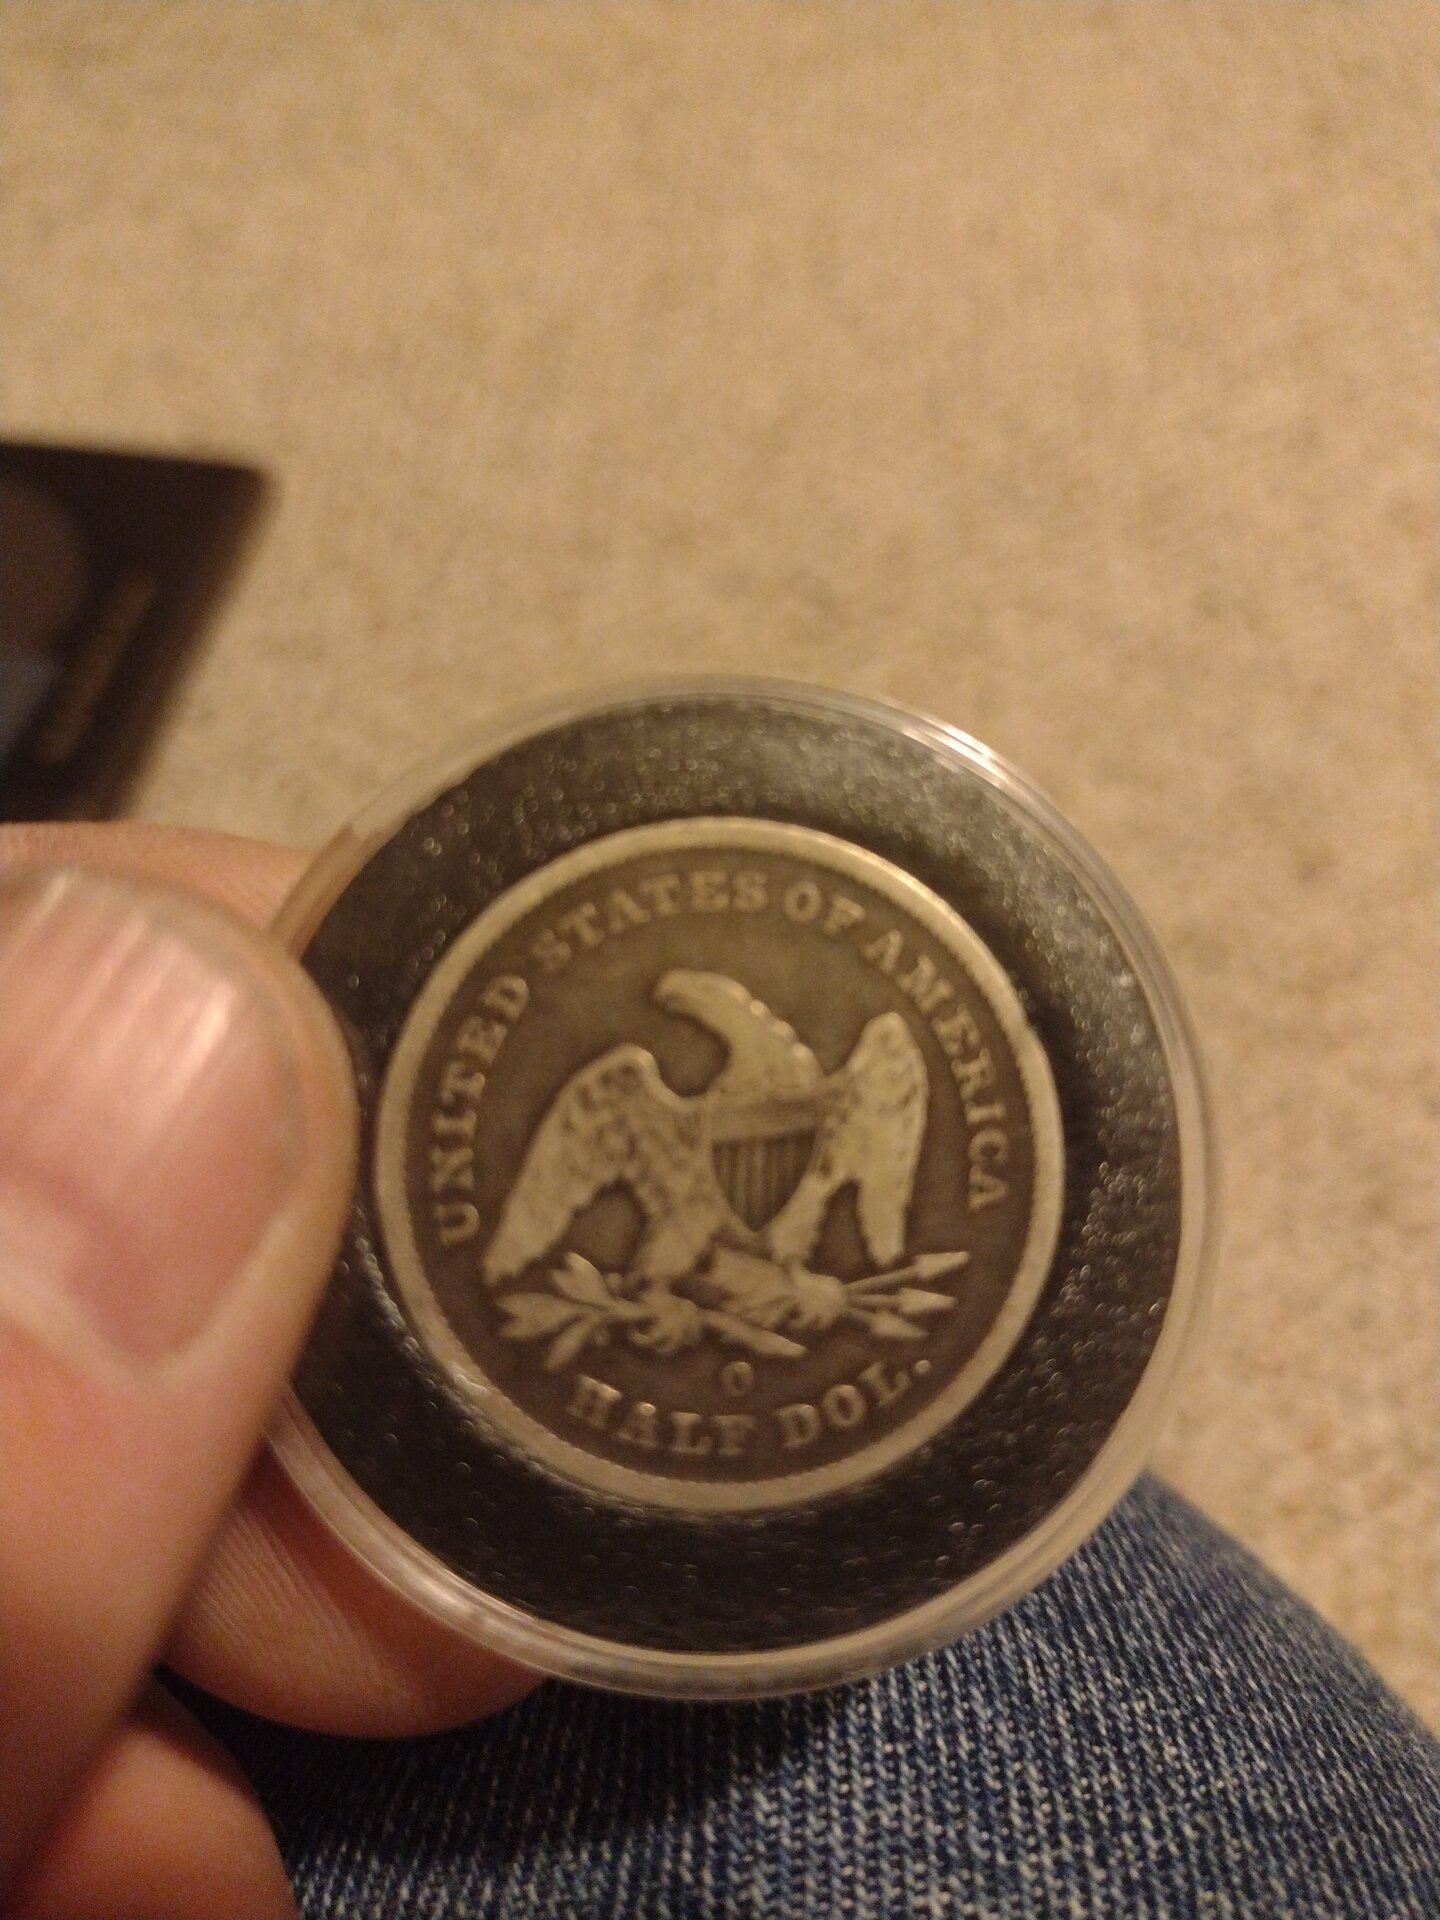 UNITED STATES OF AMERICA
O
HALF DOL.